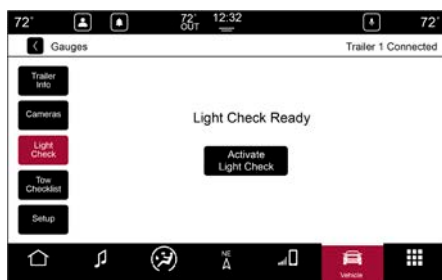 72°
72°
OUT
12:32
72°
Gauges
Trailer 1 Connected
Trailer
Info
Cameras
Light
Check
Tow
Checklist
Setup
Light Check Ready
Activate
Light Check
NE
Vehicle